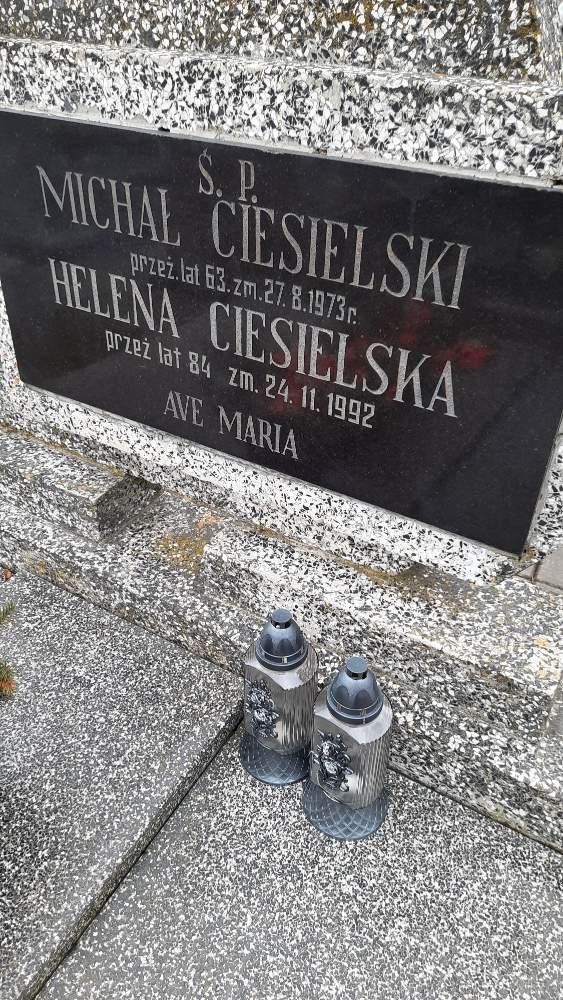 Ś. P.
MICHAŁ CIESIELSKI
przeż. lat 63. zm. 27. 8. 1973r.
HELENA CIESIELSKA
przeż lat 84 zm. 24. 11. 1992
AVE MARIA